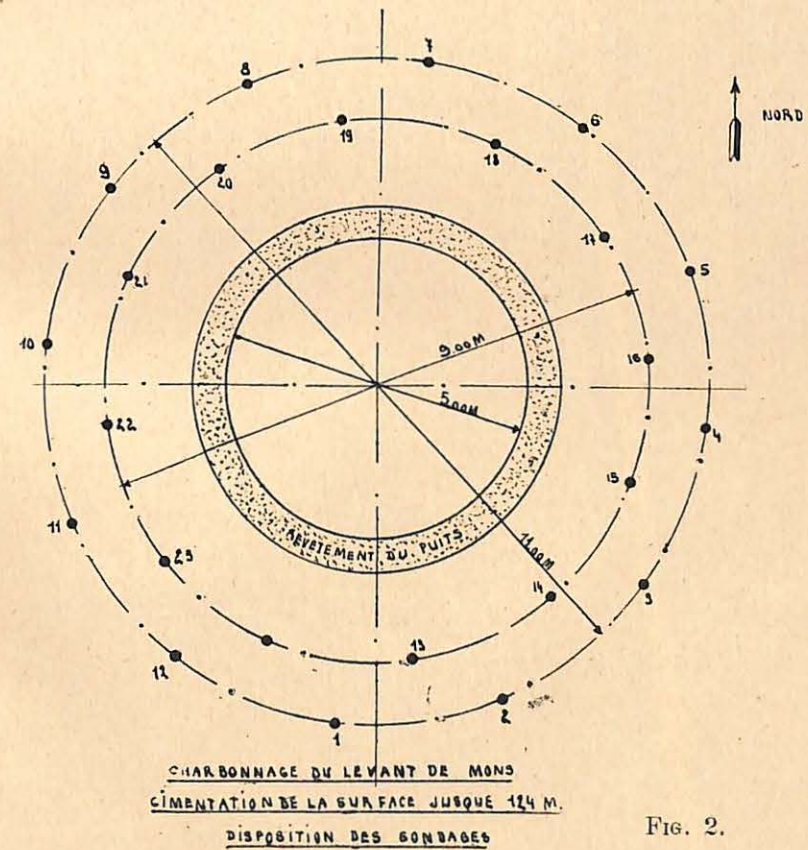 7
8
6
NORD
19
18
20
9
17
5
21
10
9.00M
16
5.00M
22
4
15
11
REVETEMENT DU PUITS
23
11.00M
14
3
13
12
2
1
CHARBONNAGE DU LEVANT DE MONS
CIMENTATION DE LA SURFACE JUSQUE 124 M.
DISPOSITION DES SONDAGES
FIG. 2.